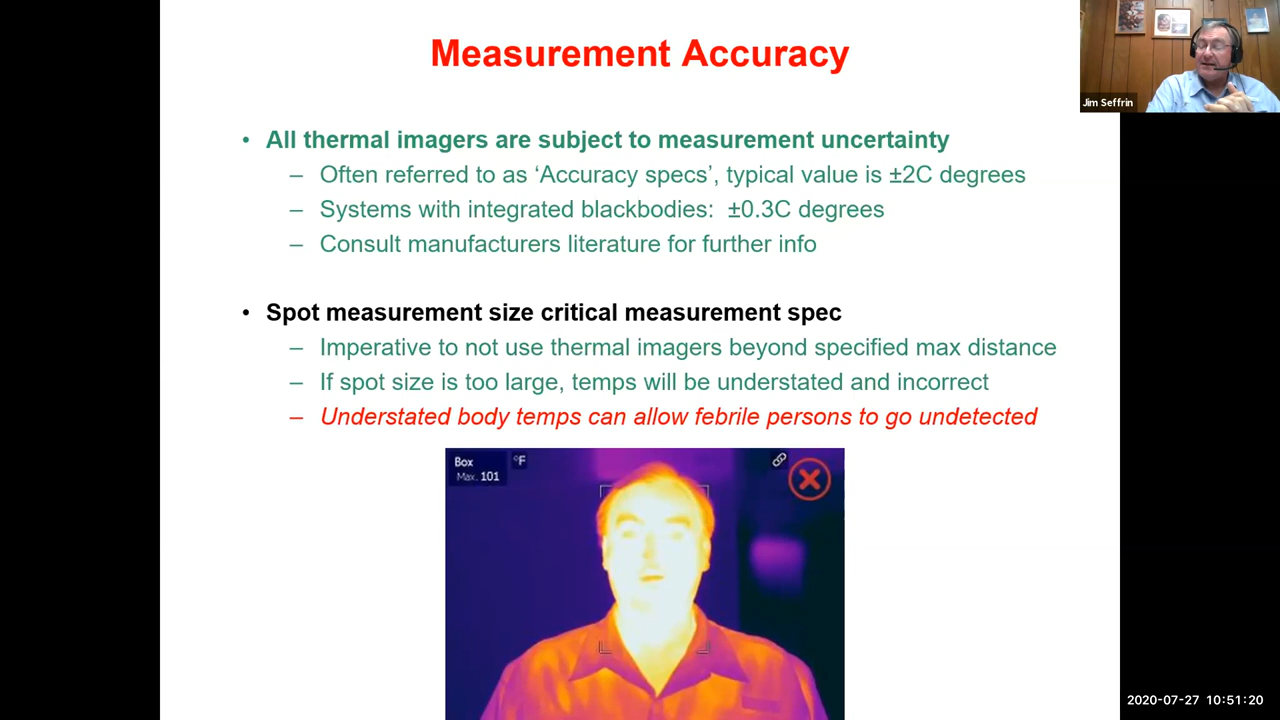 Measurement Accuracy
Jim Seffrin
• All thermal imagers are subject to measurement uncertainty
– Often referred to as ‘Accuracy specs’, typical value is ±2C degrees
– Systems with integrated blackbodies: ±0.3C degrees
– Consult manufacturers literature for further info
• Spot measurement size critical measurement spec
– Imperative to not use thermal imagers beyond specified max distance
– If spot size is too large, temps will be understated and incorrect
– Understated body temps can allow febrile persons to go undetected
Box °F
Max. 101
2020-07-27 10:51:20